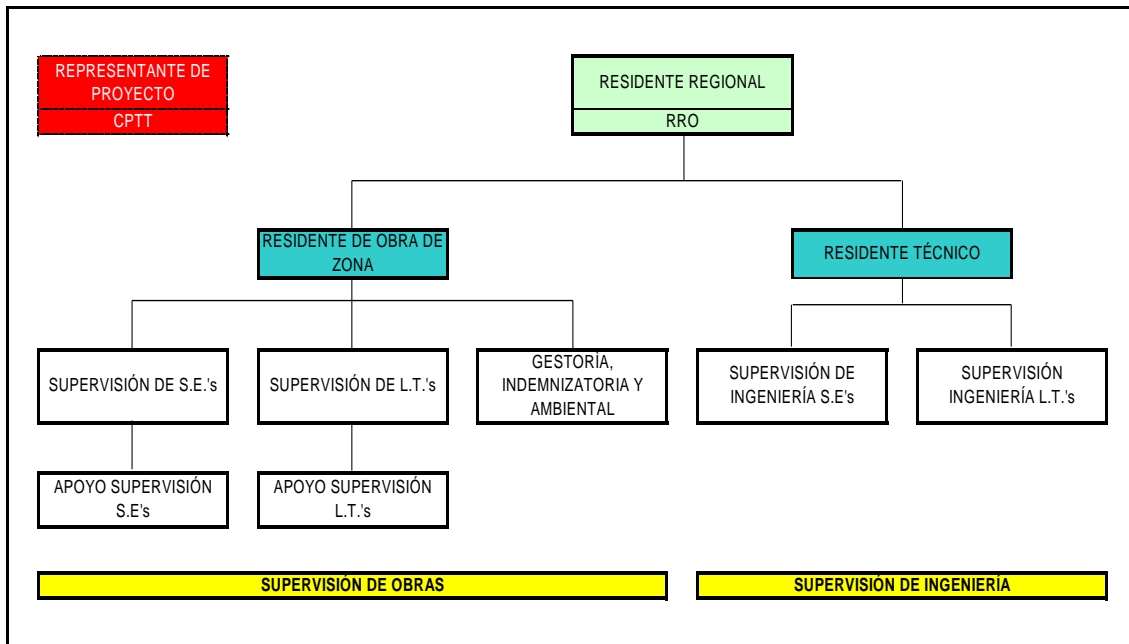 REPRESENTANTE DE
PROYECTO
CPTT
RESIDENTE REGIONAL
RRO
RESIDENTE DE OBRA DE
ZONA
RESIDENTE TÉCNICO
SUPERVISIÓN DE S.E.'s
SUPERVISIÓN DE L.T.'s
GESTORÍA,
INDEMNIZATORIA Y
AMBIENTAL
SUPERVISIÓN DE
INGENIERÍA S.E's
SUPERVISIÓN
INGENIERÍA L.T.'s
APOYO SUPERVISIÓN
S.E's
APOYO SUPERVISIÓN
L.T.'s
SUPERVISIÓN DE OBRAS
SUPERVISIÓN DE INGENIERÍA